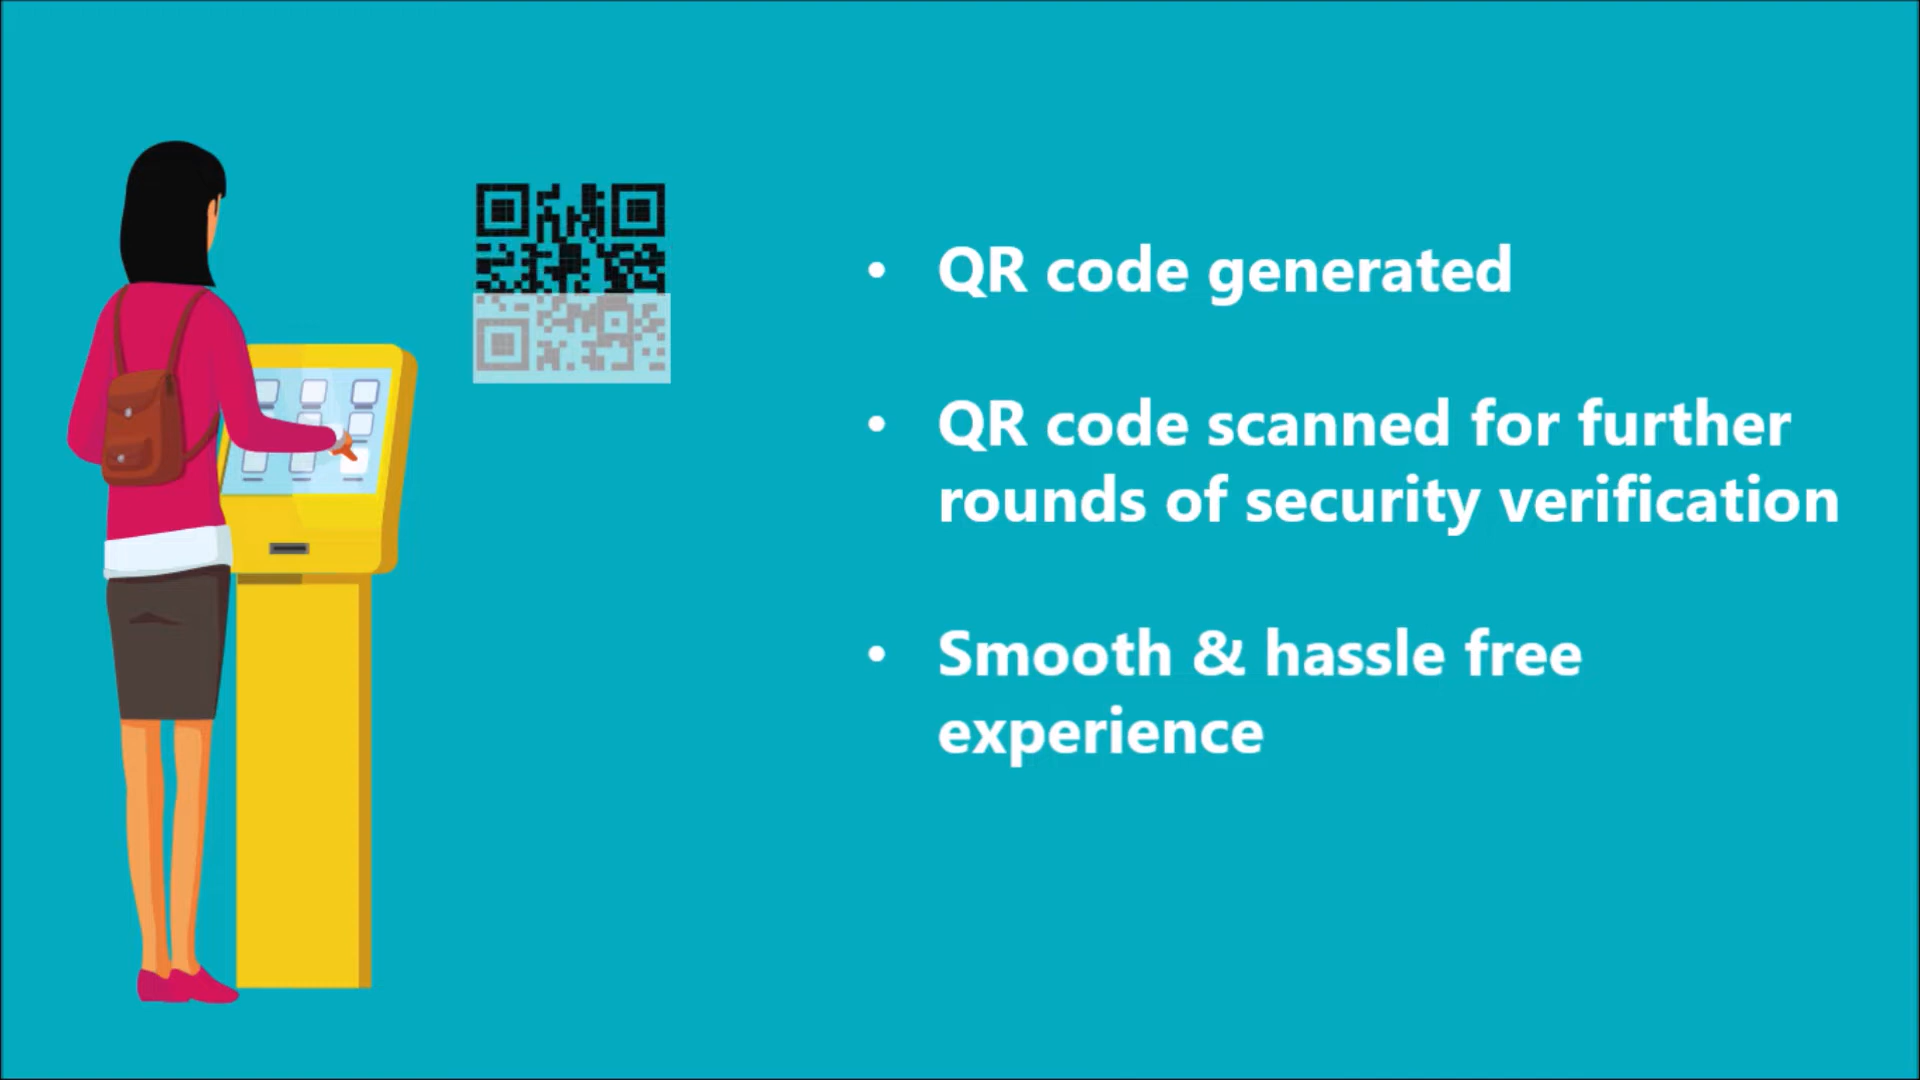 • QR code generated
• QR code scanned for further
rounds of security verification
• Smooth & hassle free
experience